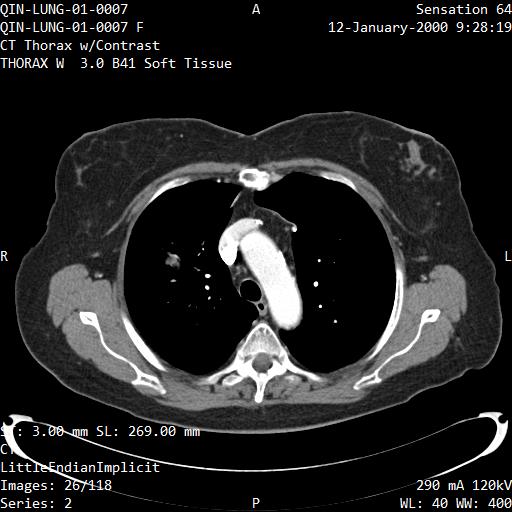 QIN-LUNG-01-0007
A
Sensation 64
QIN-LUNG-01-0007 F
12-January-2000 9:28:19
CT Thorax w/Contrast
THORAX W 3.0 B41 Soft Tissue
R
L
ST: 3.00 mm SL: 269.00 mm
LittleEndianImplicit
Images: 26/118
290 mA 120kV
Series: 2
P
WL: 40 WW: 400